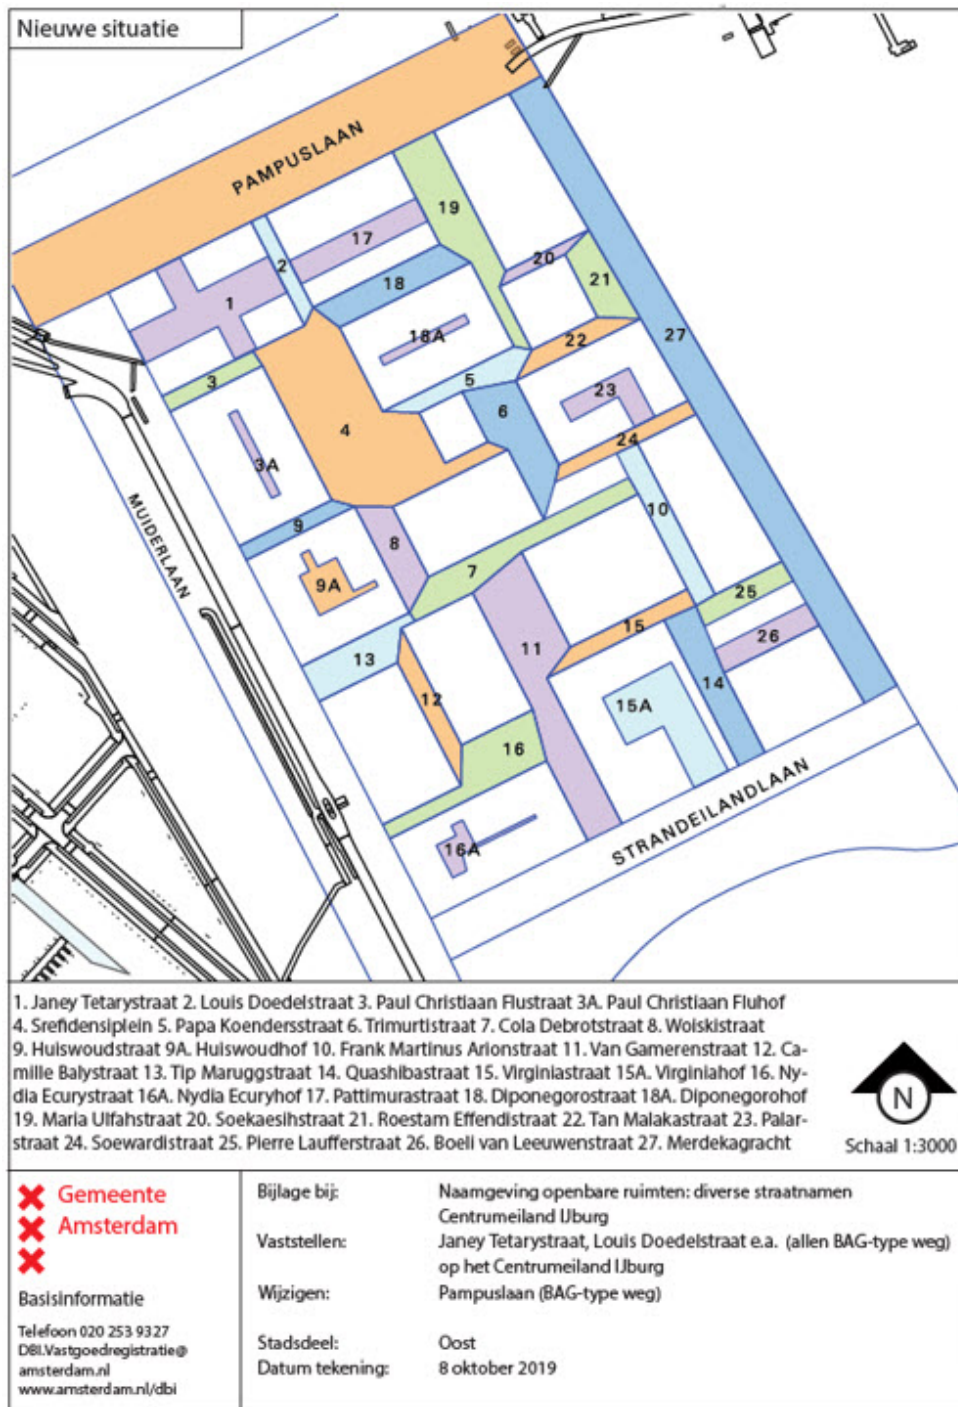 Nieuwe situatie
PAMPUSLAAN
19
17
20
2
18
21
1
27
18A
22
3
5
23
6
4
24
3A
10
MUIDERLAAN
9
8
7
9A
25
15
26
11
13
14
12
15A
16
STRANDEILANDLAAN
16A
1. Janey Tetarystraat 2. Louis Doedelstraat 3. Paul Christiaan Flustraat 3A. Paul Christiaan Fluhof
4. Srefidensiplein 5. Papa Koendersstraat 6. Trimurtistraat 7. Cola Debrotstraat 8. Woiskistraat
9. Huiswoudstraat 9A. Huiswoudhof 10. Frank Martinus Arionstraat 11. Van Gamerenstraat 12. Ca-
mille Balystraat 13. Tip Maruggstraat 14. Quashibastraat 15. Virginiastraat 15A. Virginiahof 16. Ny-
dia Ecurystraat 16A. Nydia Ecuryhof 17. Pattimurastraat 18. Diponegorostraat 18A. Diponegorohof
19. Maria Ulfahstraat 20. Soekaesihstraat 21. Roestam Effendistraat 22. Tan Malakastraat 23. Palar-
straat 24. Soewardistraat 25. Pierre Laufferstraat 26. Boeli van Leeuwenstraat 27. Merdekagracht
N
Schaal 1:3000
Gemeente
Amsterdam
Basisinformatie
Telefoon 020 253 9327
DBI.Vastgoedregistratie@
amsterdam.nl
www.amsterdam.nl/dbi
Bijlage bij: Naamgeving openbare ruimten: diverse straatnamen
Centrumeiland IJburg
Vaststellen: Janey Tetarystraat, Louis Doedelstraat e.a. (allen BAG-type weg)
op het Centrumeiland IJburg
Wijzigen: Pampuslaan (BAG-type weg)
Stadsdeel: Oost
Datum tekening: 8 oktober 2019